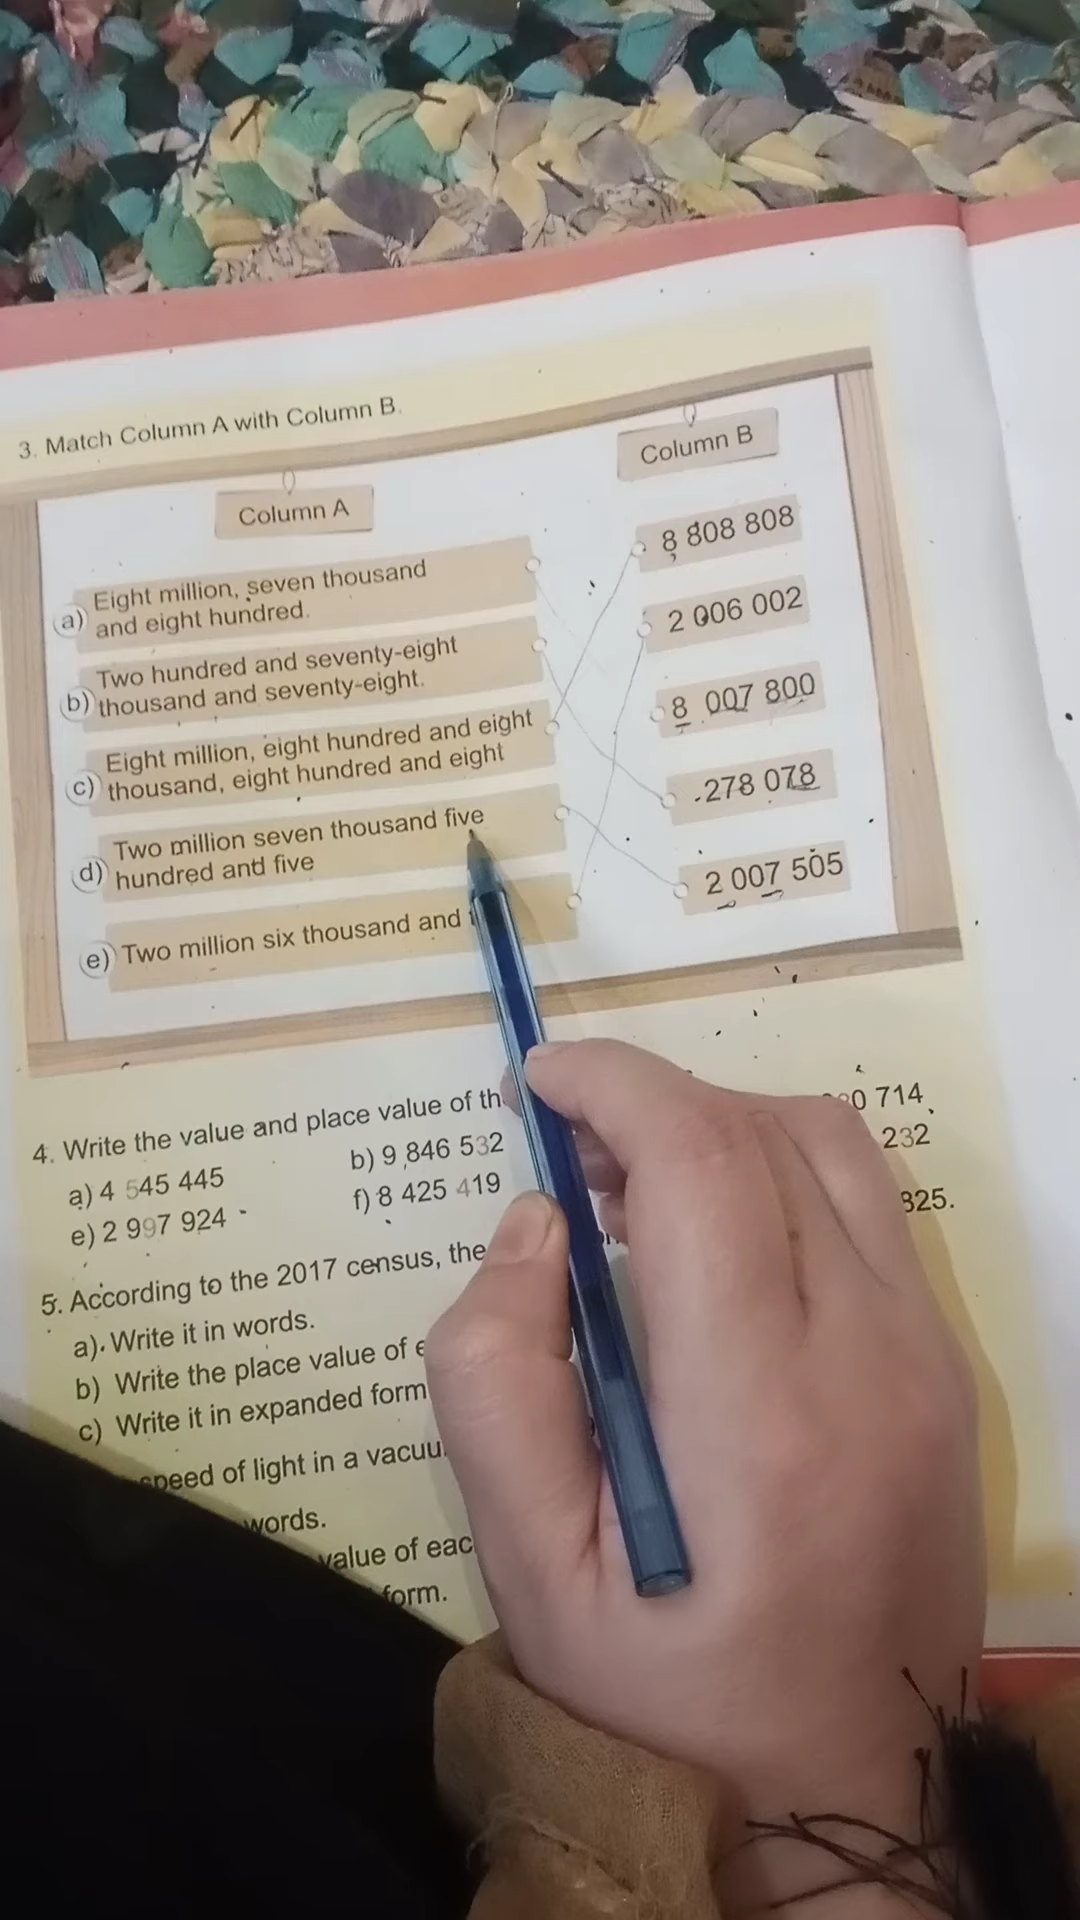 3. Match Column A with Column B.
Column A
Column B
a) Eight million, seven thousand
and eight hundred.
b) Two hundred and seventy-eight
thousand and seventy-eight.
c) Eight million, eight hundred and eight
thousand, eight hundred and eight
d) Two million seven thousand five
hundred and five
e) Two million six thousand and
8 808 808
2 006 002
8 007 800
278 078
2 007 505
4. Write the value and place value of
a) 4 545 445
b) 9 846 532
0 714
e) 2 997 924
f) 8 425 419
232
5. According to the 2017 census, the
825.
a) Write it in words.
b) Write the place value of
c) Write it in expanded form
speed of light in a
words.
value of
form.